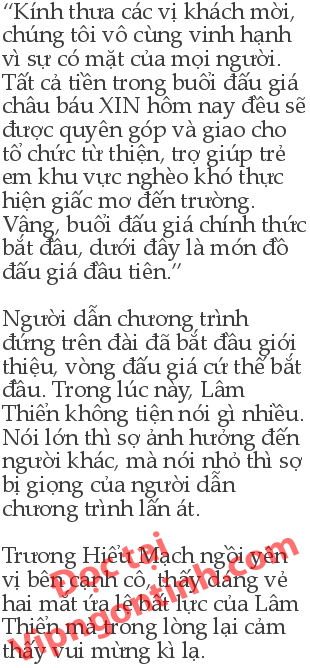 “Kính thưa các vị khách mời,
chúng tôi vô cùng vinh hạnh
vì sự có mặt của mọi người.
Tất cả tiền trong buổi đấu giá
châu báu XIN hôm nay đều sẽ
được quyên góp và giao cho
tổ chức từ thiện, trợ giúp trẻ
em khu vực nghèo khó thực
hiện giấc mơ đến trường.
Vâng, buổi đấu giá chính thức
bắt đầu, dưới đây là món đồ
đấu giá đầu tiên.”
Người dẫn chương trình
đứng trên đài đã bắt đầu giới
thiệu, vòng đấu giá cứ thế bắt
đầu. Trong lúc này, Lâm
Thiển không tiện nói gì nhiều.
Nói lớn thì sợ ảnh hưởng đến
người khác, mà nói nhỏ thì sợ
bị giọng của người dẫn
chương trình lấn át.
Trương Hiểu Mạch ngồi yên
vị bên cạnh cô, thấy dáng vẻ
hai mắt ứa lệ bất lực của Lâm
Thiển mà trong lòng lại cảm
thấy vui mừng kì lạ.
Đọc tại
Vipngontinh.com